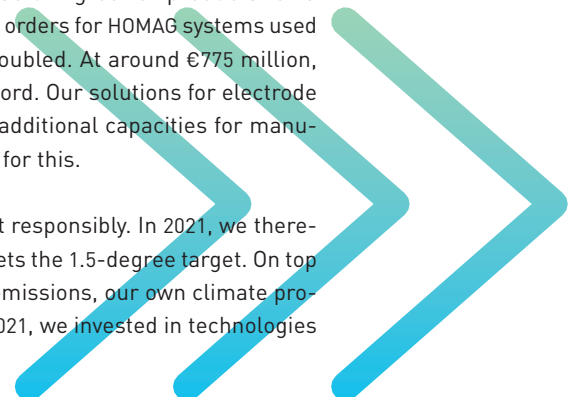 orders for HOMAG systems used
oubled. At around €775 million,
ord. Our solutions for electrode
additional capacities for manu-
for this.
t responsibly. In 2021, we there-
ets the 1.5-degree target. On top
emissions, our own climate pro-
021, we invested in technologies